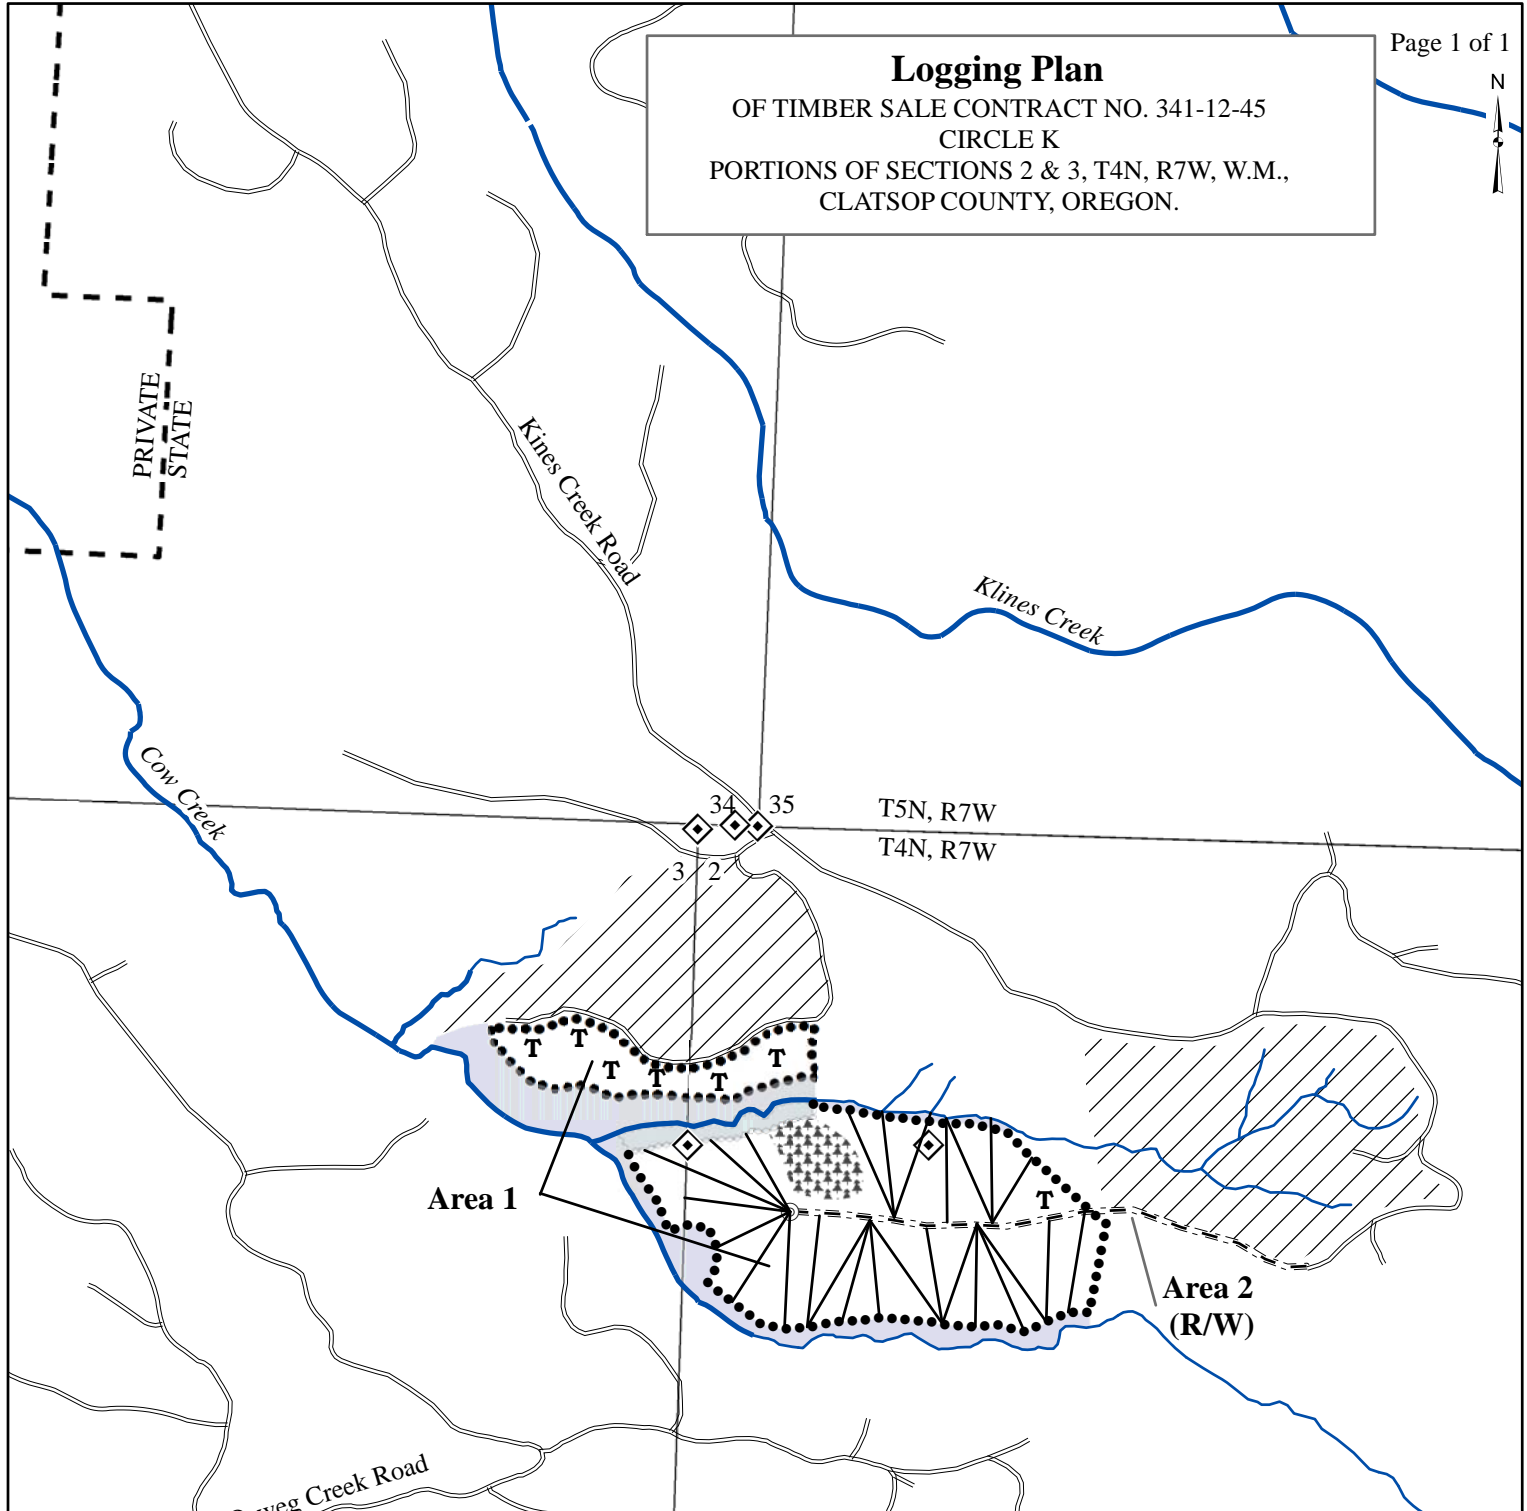 Page 1 of 1
N
Logging Plan
OF TIMBER SALE CONTRACT NO. 341-12-45
CIRCLE K
PORTIONS OF SECTIONS 2 & 3, T4N, R7W, W.M.,
CLATSOP COUNTY, OREGON.
PRIVATE
STATE
Kines Creek Road
Klines Creek
Cow Creek
34
35
T5N, R7W
T4N, R7W
3
2
T
T
T
T
T
T
T
Area 1
Area 2
(R/W)
Creek Road